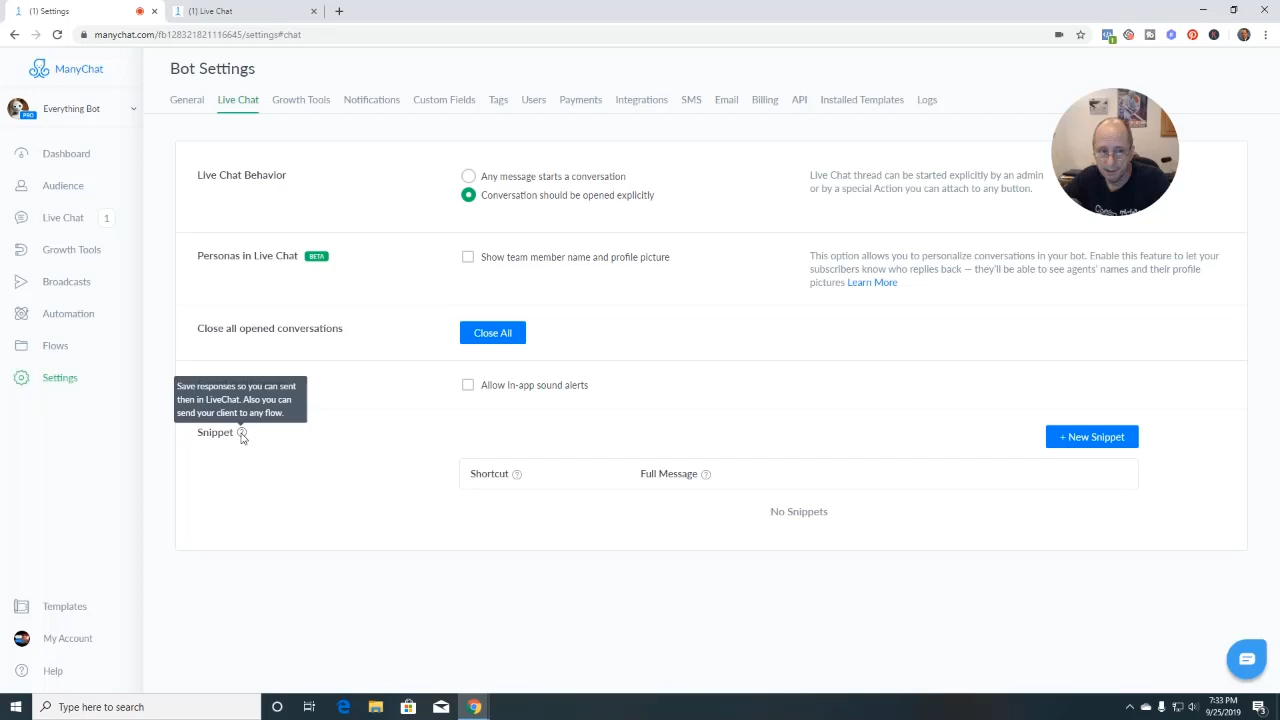 (1) Settings
(1) Live Chat
manychat.com/fb128321821116645/settings#chat
1
ManyChat
Everything Bot
PRO
Dashboard
Audience
Live Chat 1
Growth Tools
Broadcasts
Automation
Flows
Settings
Templates
My Account
Help
Bot Settings
General Live Chat Growth Tools Notifications Custom Fields Tags Users Payments Integrations SMS Email Billing API Installed Templates Logs
Live Chat Behavior
Any message starts a conversation
Conversation should be opened explicitly
Live Chat thread can be started explicitly by an admin
or by a special Action you can attach to any button.
Personas in Live Chat BETA
Show team member name and profile picture
This option allows you to personalize conversations in your bot. Enable this feature to let your
subscribers know who replies back — they'll be able to see agents' names and their profile
pictures Learn More
Close all opened conversations
Close All
Allow In-app sound alerts
Save responses so you can sent
then in LiveChat. Also you can
send your client to any flow.
Snippet
+ New Snippet
Shortcut Full Message
No Snippets
Type here to search
7:33 PM
9/25/2019
3